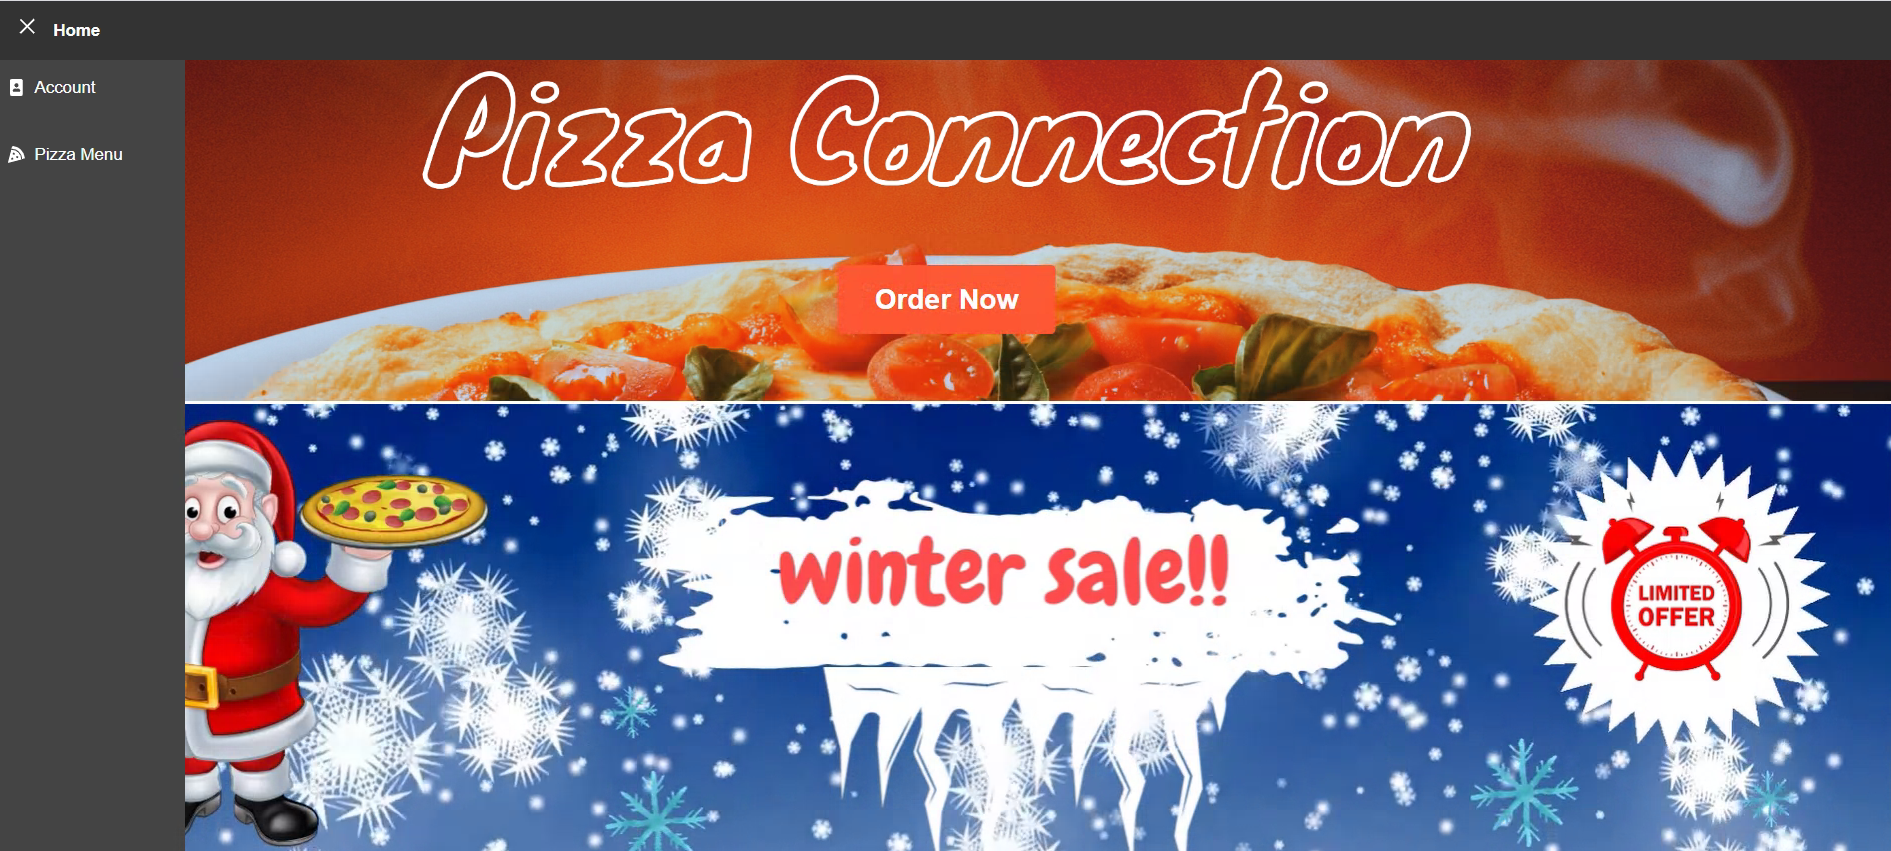 Home
Account
Pizza Menu
Pizza Connection
Order Now
winter sale!!
LIMITED
OFFER